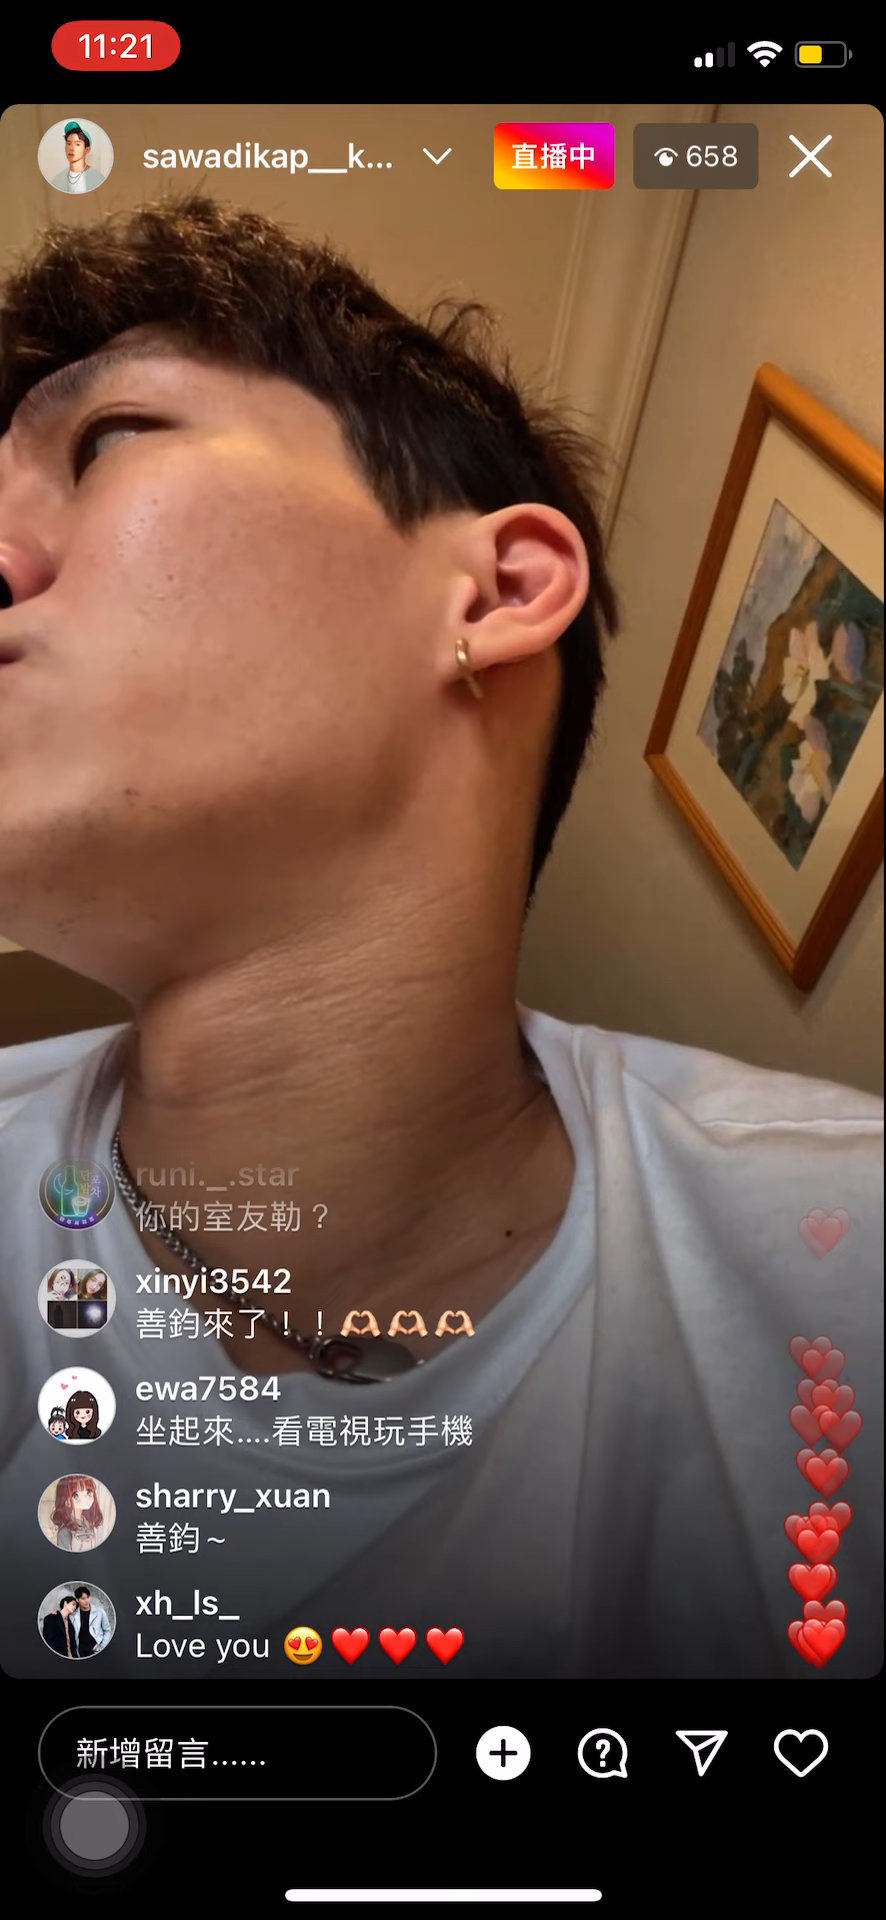 11:21
sawadikap__k...
直播中
658
runi._.star
你的室友勒？
xinyi3542
善鈞來了！！🫶🏻🫶🏻🫶🏻
ewa7584
坐起來....看電視玩手機
sharry_xuan
善鈞~
xh_ls_
Love you 😍❤️❤️❤️
新增留言......